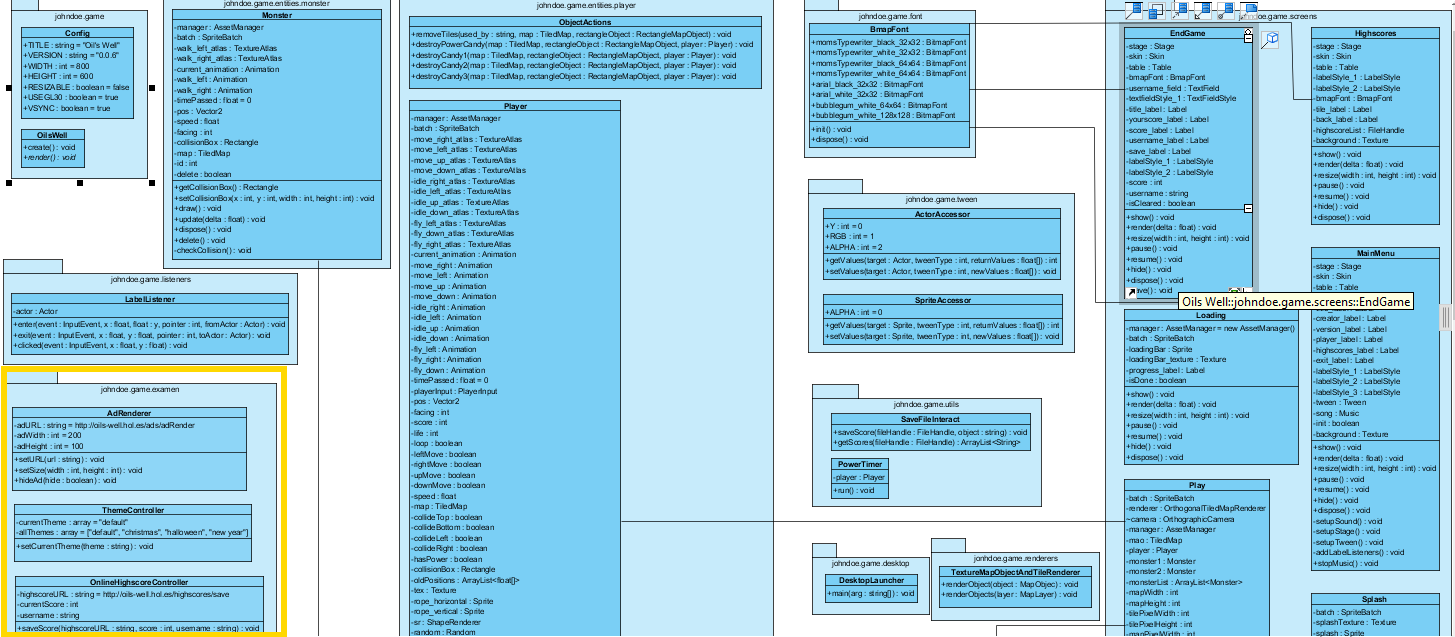 johndoe.game
Config
+TITLE : string = "Oil's Well"
+VERSION : string = "0.0.6"
+WIDTH : int = 800
+HEIGHT : int = 600
+RESIZABLE : boolean = false
+USEGL30 : boolean = true
+VSYNC : boolean = true
OilsWell
+create() : void
+render() : void
johndoe.game.entities.monster
Monster
-manager : AssetManager
-batch : SpriteBatch
-walk_left_atlas : TextureAtlas
-walk_right_atlas : TextureAtlas
-current_animation : Animation
-walk_left : Animation
-walk_right : Animation
-timePassed : float = 0
-pos : Vector2
-speed : float
-facing : int
-collisionBox : Rectangle
-map : TiledMap
-id : int
-delete : boolean
+getCollisionBox() : Rectangle
+setCollisionBox(x : int, y : int, width : int, height : int) : void
+draw() : void
+update(delta : float) : void
+dispose() : void
+delete() : void
-checkCollision() : void
johndoe.game.listeners
LabelListener
-actor : Actor
+enter(event : InputEvent, x : float, float : y, pointer : int, fromActor : Actor) : void
+exit(event : InputEvent, x : float, y : float, pointer : int, toActor : Actor) : void
+clicked(event : InputEvent, x : float, y : float) : void
johndoe.game.examen
AdRenderer
-adURL : string = http://oils-well.hol.es/ads/adRender
-adWidth : int = 200
-adHeight : int = 100
+setURL(url : string) : void
+setSize(width : int, height : int) : void
+hideAd(hide : boolean) : void
ThemeController
-currentTheme : array = "default"
-allThemes : array = ["default", "christmas", "halloween", "new year"]
+setCurrentTheme(theme : string) : void
OnlineHighscoreController
-highscoreURL : string = http://oils-well.hol.es/highscores/save
-currentScore : int
-username : string
+saveScore(highscoreURL : string, score : int, username : string) : void
johndoe.game.entities.player
ObjectActions
+removeTiles(used_by : string, map : TiledMap, rectangleObject : RectangleMapObject) : void
+destroyPowerCandy(map : TiledMap, rectangleObject : RectangleMapObject, player : Player) : void
+destroyCandy1(map : TiledMap, rectangleObject : RectangleMapObject, player : Player) : void
+destroyCandy2(map : TiledMap, rectangleObject : RectangleMapObject, player : Player) : void
+destroyCandy3(map : TiledMap, rectangleObject : RectangleMapObject, player : Player) : void
Player
-manager : AssetManager
-batch : SpriteBatch
-move_right_atlas : TextureAtlas
-move_left_atlas : TextureAtlas
-move_up_atlas : TextureAtlas
-move_down_atlas : TextureAtlas
-idle_right_atlas : TextureAtlas
-idle_left_atlas : TextureAtlas
-idle_up_atlas : TextureAtlas
-idle_down_atlas : TextureAtlas
-fly_left_atlas : TextureAtlas
-fly_down_atlas : TextureAtlas
-fly_right_atlas : TextureAtlas
-current_animation : Animation
-move_right : Animation
-move_left : Animation
-move_up : Animation
-move_down : Animation
-idle_right : Animation
-idle_left : Animation
-idle_up : Animation
-idle_down : Animation
-fly_left : Animation
-fly_right : Animation
-fly_down : Animation
-timePassed : float = 0
-playerInput : PlayerInput
-pos : Vector2
-facing : int
-score : int
-life : int
-loop : boolean
-leftMove : boolean
-rightMove : boolean
-upMove : boolean
-downMove : boolean
-speed : float
-map : TiledMap
-collideTop : boolean
-collideBottom : boolean
-collideLeft : boolean
-collideRight : boolean
-hasPower : boolean
-collisionBox : Rectangle
-oldPositions : ArrayList<float[]>
-tex : Texture
-rope_horizontal : Sprite
-rope_vertical : Sprite
-sr : ShapeRenderer
-random : Random
johndoe.game.font
BmapFont
+momsTypewriter_black_32x32 : BitmapFont
+momsTypewriter_white_32x32 : BitmapFont
+momsTypewriter_black_64x64 : BitmapFont
+momsTypewriter_white_64x64 : BitmapFont
+arial_black_32x32 : BitmapFont
+arial_white_32x32 : BitmapFont
+bubblegum_white_64x64 : BitmapFont
+bubblegum_white_128x128 : BitmapFont
+init() : void
+dispose() : void
johndoe.game.tween
ActorAccessor
+Y : int = 0
+RGB : int = 1
+ALPHA : int = 2
+getValues(target : Actor, tweenType : int, returnValues : float[]) : int
+setValues(target : Actor, tweenType : int, newValues : float[]) : void
SpriteAccessor
+ALPHA : int = 0
+getValues(target : Sprite, tweenType : int, returnValues : float[]) : int
+setValues(target : Sprite, tweenType : int, newValues : float[]) : void
johndoe.game.utils
SaveFileInteract
+saveScore(fileHandle : FileHandle, object : string) : void
+getScores(fileHandle : FileHandle) : ArrayList<String>
PowerTimer
-player : Player
+run() : void
johndoe.game.desktop
DesktopLauncher
+main(arg : string[]) : void
johndoe.game.renderers
TextureMapObjectAndTileRenderer
+renderObject(object : MapObjec) : void
+renderObjects(layer : MapLayer) : void
doe.game.screens
EndGame
-stage : Stage
-skin : Skin
-table : Table
-bmapFont : BmapFont
-username_field : TextField
-textfieldStyle_1 : TextFieldStyle
-title_label : Label
-yourscore_label : Label
-score_label : Label
-username_label : Label
-save_label : Label
-labelStyle_1 : LabelStyle
-labelStyle_2 : LabelStyle
-score : int
-username : string
-isCleared : boolean
+show() : void
+render(delta : float) : void
+resize(width : int, height : int) : void
+pause() : void
+resume() : void
+hide() : void
+dispose() : void
ave() : void
Oils Well::johndoe.game.screens::EndGame
Loading
-manager : AssetManager = new AssetManager()
-batch : SpriteBatch
-loadingBar : Sprite
-loadingBar_texture : Texture
-progress_label : Label
-isDone : boolean
+show() : void
+render(delta : float) : void
+resize(width : int, height : int) : void
+pause() : void
+resume() : void
+hide() : void
+dispose() : void
Play
-batch : SpriteBatch
-renderer : OrthogonalTiledMapRenderer
~camera : OrthographicCamera
-manager : AssetManager
-mao : TiledMap
-player : Player
-monster1 : Monster
-monster2 : Monster
-monsterList : ArrayList<Monster>
-mapWidth : int
-mapHeight : int
-tilePixelWidth : int
-tilePixelHeight : int
-mapPixelWidth : int
Highscores
-stage : Stage
-skin : Skin
-table : Table
-labelStyle_1 : LabelStyle
-labelStyle_2 : LabelStyle
-bmapFont : BmapFont
-tile_label : Label
-back_label : Label
-highscoreList : FileHandle
-background : Texture
+show() : void
+render(delta : float) : void
+resize(width : int, height : int) : void
+pause() : void
+resume() : void
+hide() : void
+dispose() : void
MainMenu
-stage : Stage
-skin : Skin
-table : Table
-creator_label : Label
-version_label : Label
-player_label : Label
-highscores_label : Label
-exit_label : Label
-labelStyle_1 : LabelStyle
-labelStyle_2 : LabelStyle
-labelStyle_3 : LabelStyle
-tween : Tween
-song : Music
-init : boolean
-background : Texture
+show() : void
+render(delta : float) : void
+resize(width : int, height : int) : void
+pause() : void
+resume() : void
+hide() : void
+dispose() : void
-setupSound() : void
-setupStage() : void
-setupTween() : void
-addLabelListeners() : void
+stopMusic() : void
Splash
-batch : SpriteBatch
-splashTexture : Texture
-splash : Sprite